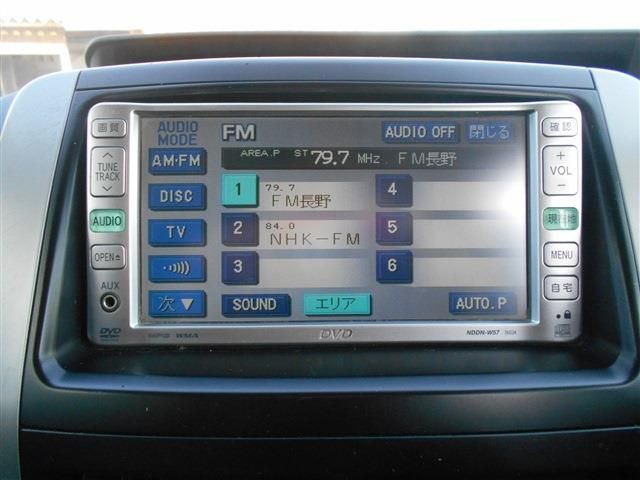 画質
AUDIO MODE
FM
AUDIO OFF
閉じる
確認
TUNE TRACK
AM・FM
AREA.P ST 79.7 MHz FM長野
+
VOL
−
DISC
1 79.7 FM長野
4
AUDIO
TV
2 84.0 NHK－FM
5
現在地
OPEN
3
6
MENU
AUX
次▼
SOUND
エリア
AUTO.P
自宅
DVD
WMA
DVD
NDDN-W57